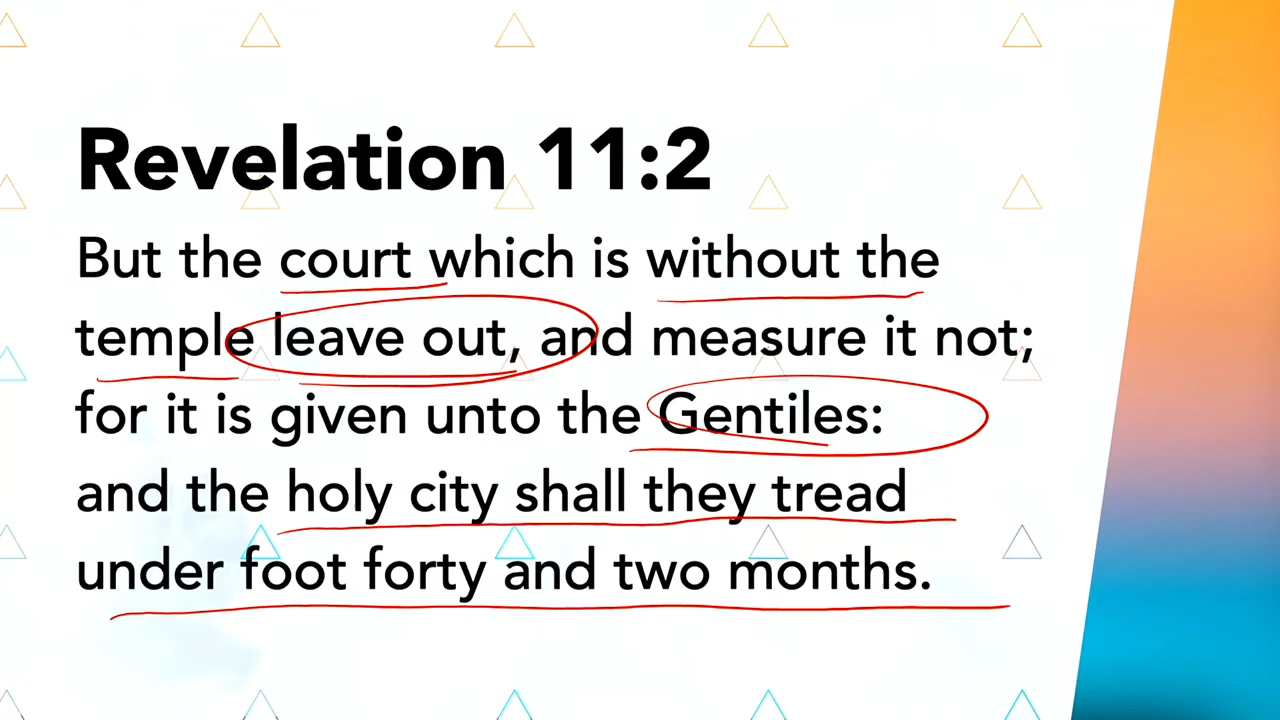 Revelation 11:2
But the court which is without the
temple leave out, and measure it not;
for it is given unto the Gentiles:
and the holy city shall they tread
under foot forty and two months.